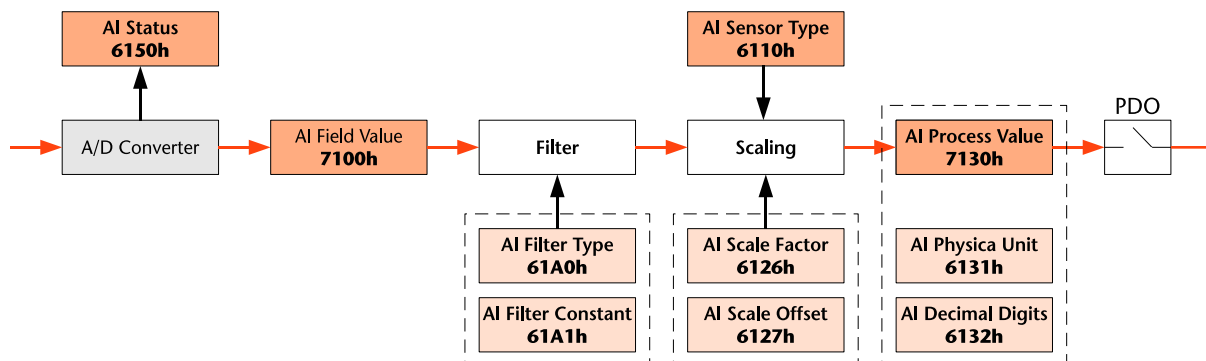 AI Status
6150h
AI Sensor Type
6110h
A/D Converter
AI Field Value
7100h
Filter
Scaling
AI Process Value
7130h
PDO
AI Filter Type
61A0h
AI Scale Factor
6126h
AI Physica Unit
6131h
AI Filter Constant
61A1h
AI Scale Offset
6127h
AI Decimal Digits
6132h